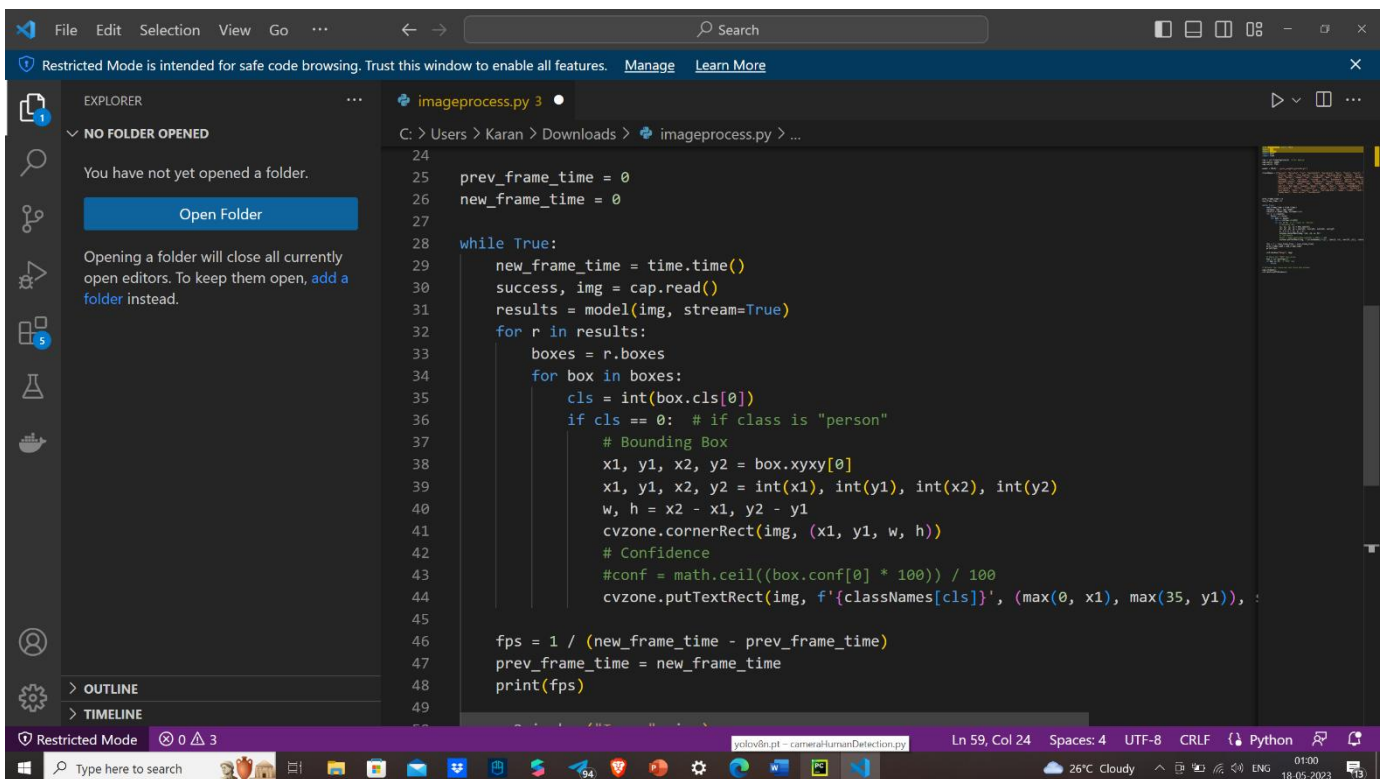 File Edit Selection View Go ··· Search
Restricted Mode is intended for safe code browsing. Trust this window to enable all features. Manage Learn More
EXPLORER
NO FOLDER OPENED
You have not yet opened a folder.
Open Folder
Opening a folder will close all currently
open editors. To keep them open, add a
folder instead.
OUTLINE
TIMELINE
1
5
imageprocess.py 3
C: > Users > Karan > Downloads > imageprocess.py > ...
24
25 prev_frame_time = 0
26 new_frame_time = 0
27
28 while True:
29     new_frame_time = time.time()
30     success, img = cap.read()
31     results = model(img, stream=True)
32     for r in results:
33         boxes = r.boxes
34         for box in boxes:
35             cls = int(box.cls[0])
36             if cls == 0:  # if class is "person"
37                 # Bounding Box
38                 x1, y1, x2, y2 = box.xyxy[0]
39                 x1, y1, x2, y2 = int(x1), int(y1), int(x2), int(y2)
40                 w, h = x2 - x1, y2 - y1
41                 cvzone.cornerRect(img, (x1, y1, w, h))
42                 # Confidence
43                 #conf = math.ceil((box.conf[0] * 100)) / 100
44                 cvzone.putTextRect(img, f'{classNames[cls]}', (max(0, x1), max(35, y1)),
45
46     fps = 1 / (new_frame_time - prev_frame_time)
47     prev_frame_time = new_frame_time
48     print(fps)
49
Restricted Mode 0 3 yolov8n.pt – cameraHumanDetection.py Ln 59, Col 24 Spaces: 4 UTF-8 CRLF Python
Type here to search 94 26°C Cloudy ENG 01:00
18-05-2023 13